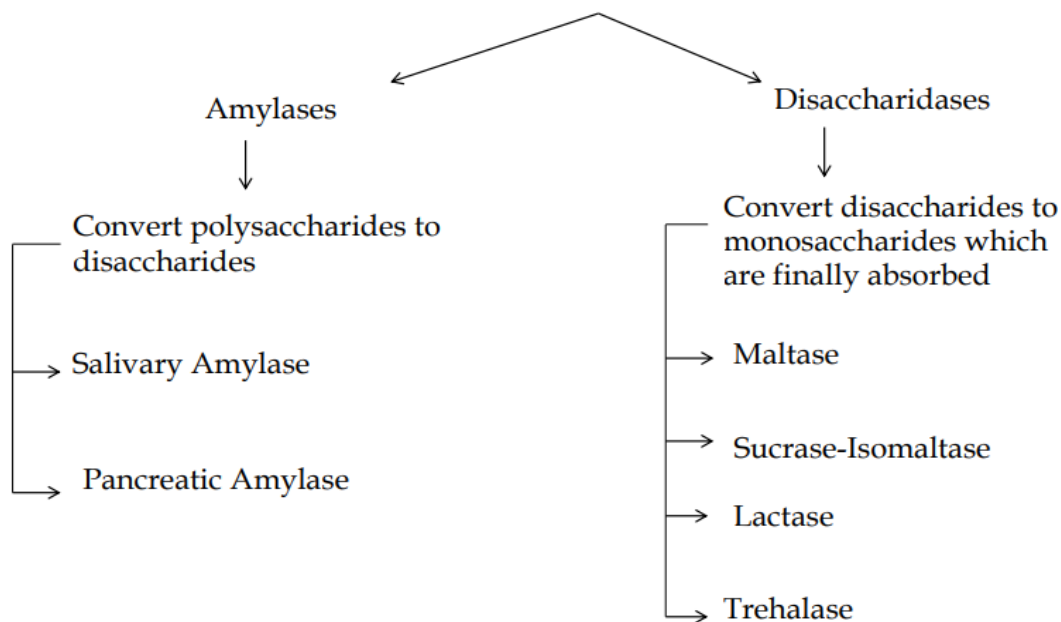 Amylases
Convert polysaccharides to
disaccharides
Salivary Amylase
Pancreatic Amylase
Disaccharidases
Convert disaccharides to
monosaccharides which
are finally absorbed
Maltase
Sucrase-Isomaltase
Lactase
Trehalase